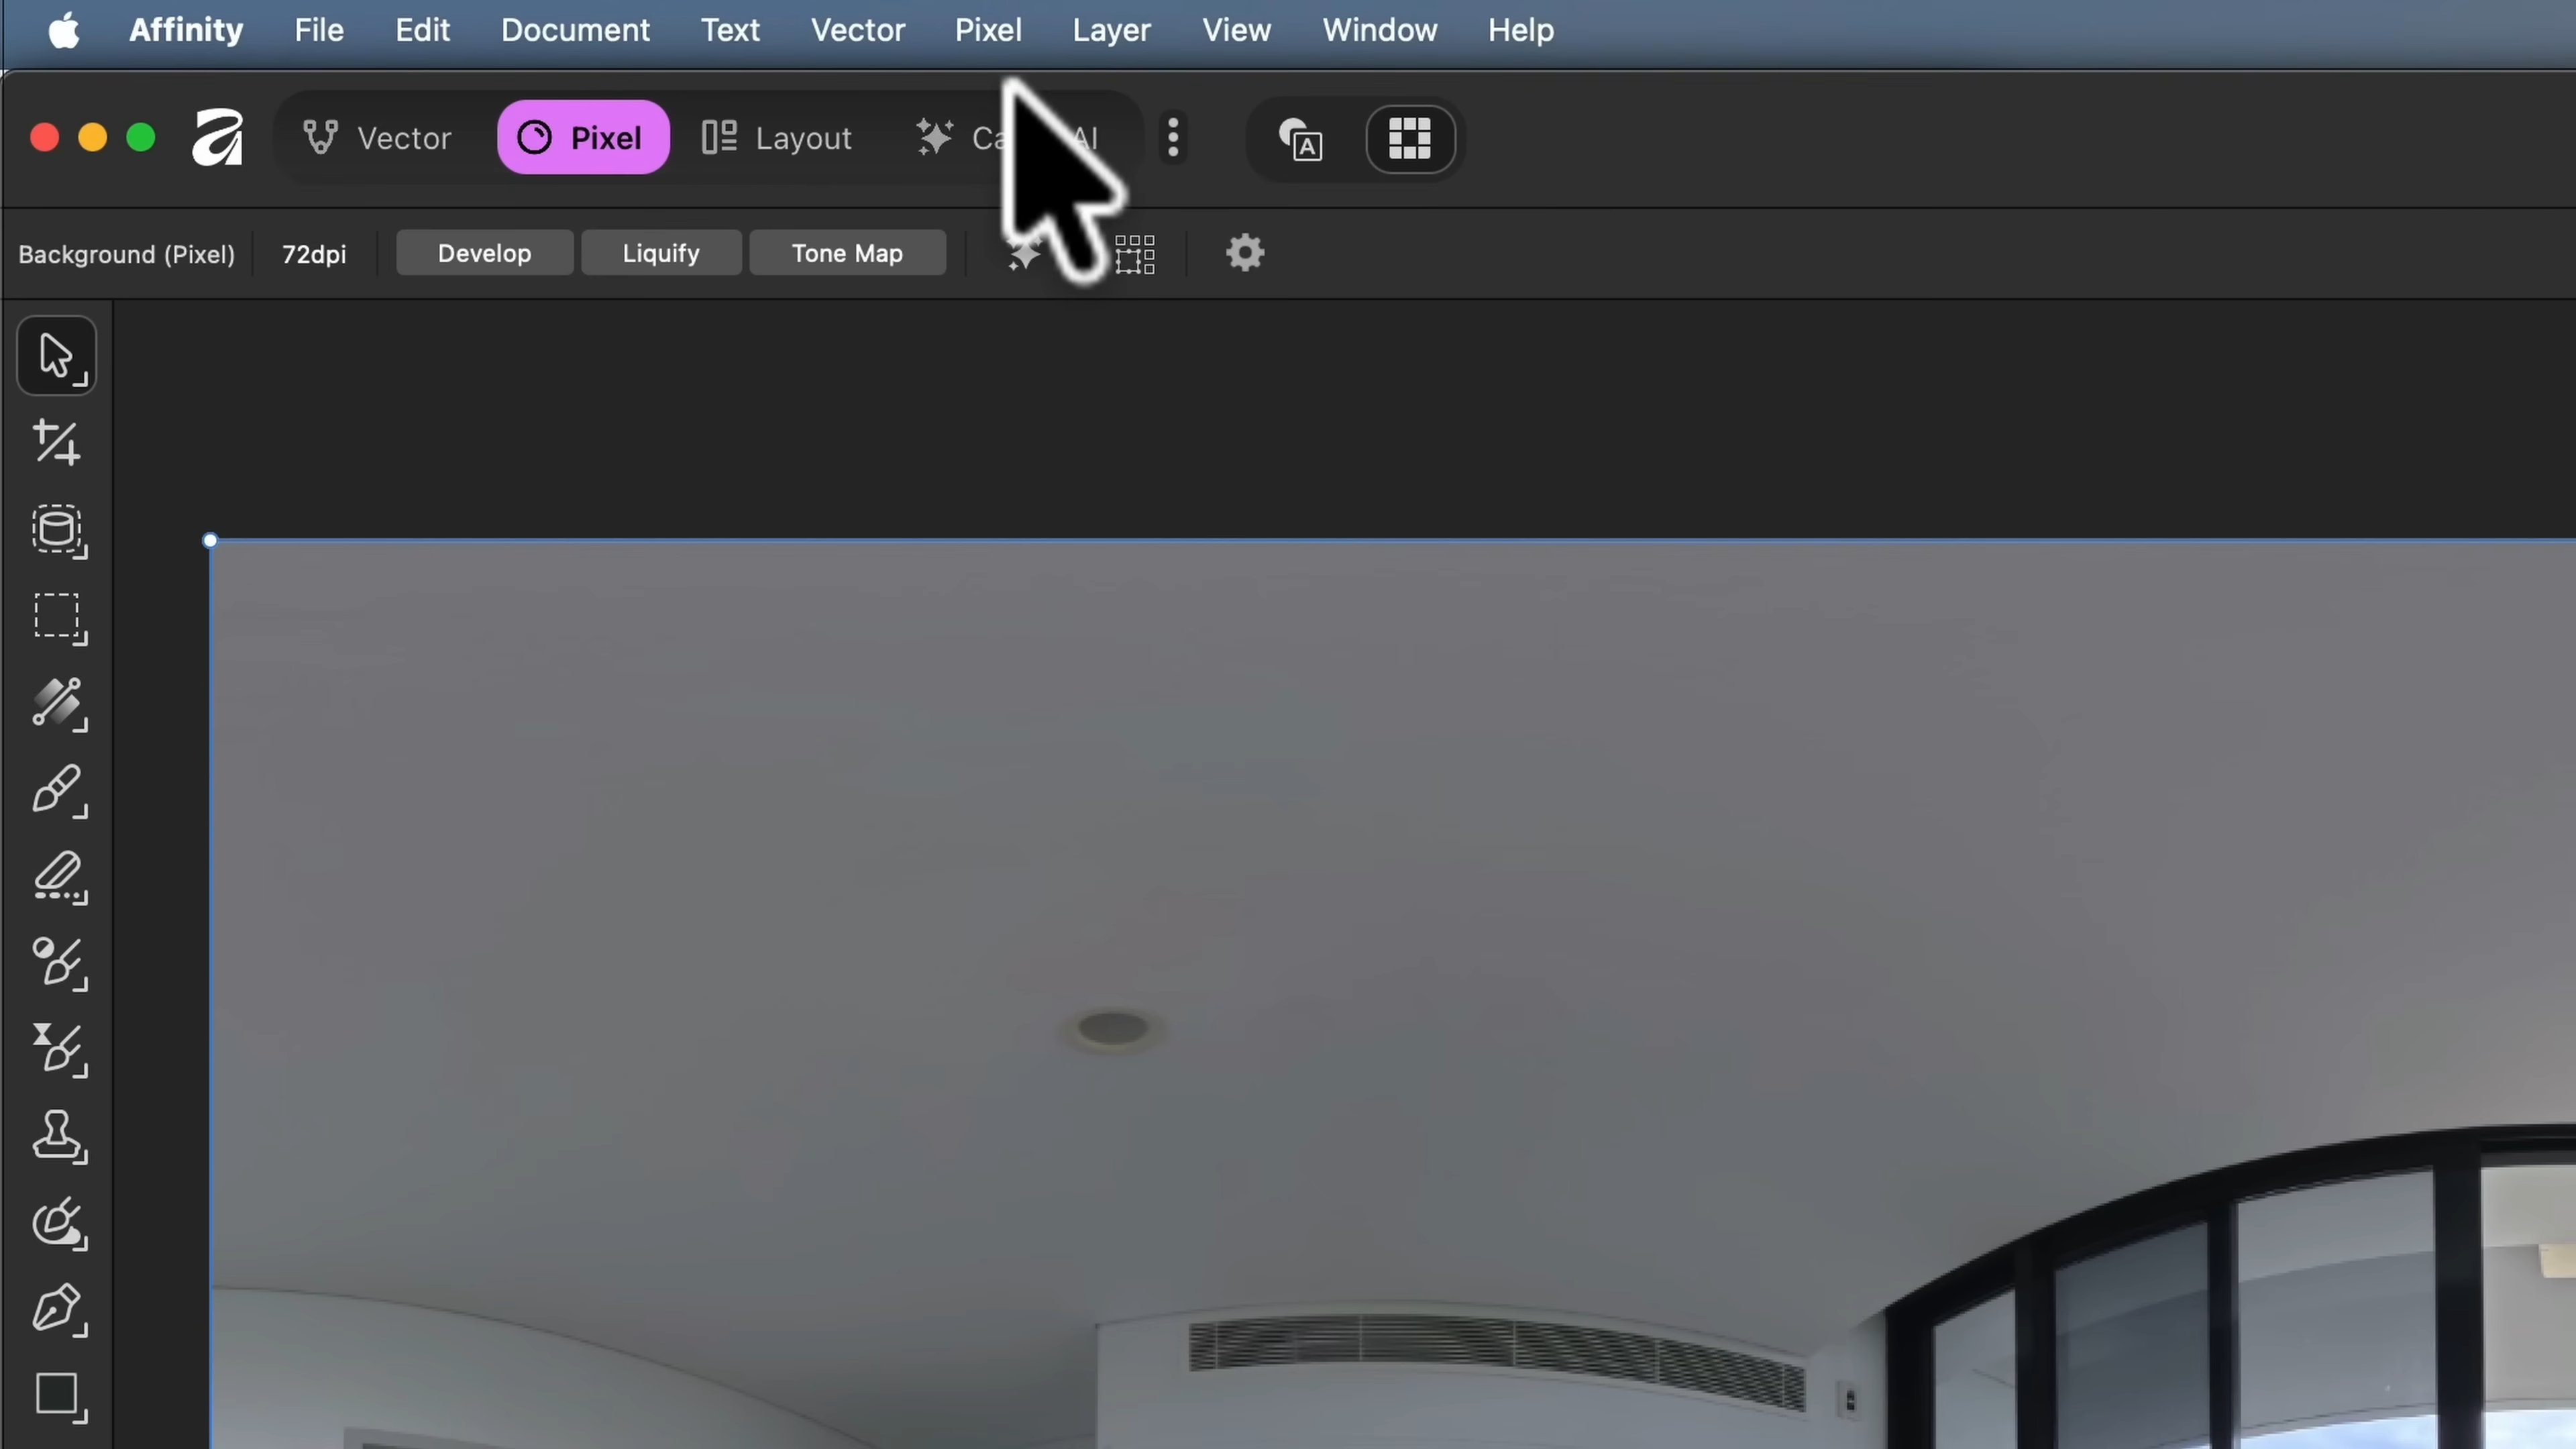 Affinity File Edit Document Text Vector Pixel Layer View Window Help
Vector Pixel Layout AI
Background (Pixel) 72dpi Develop Liquify Tone Map